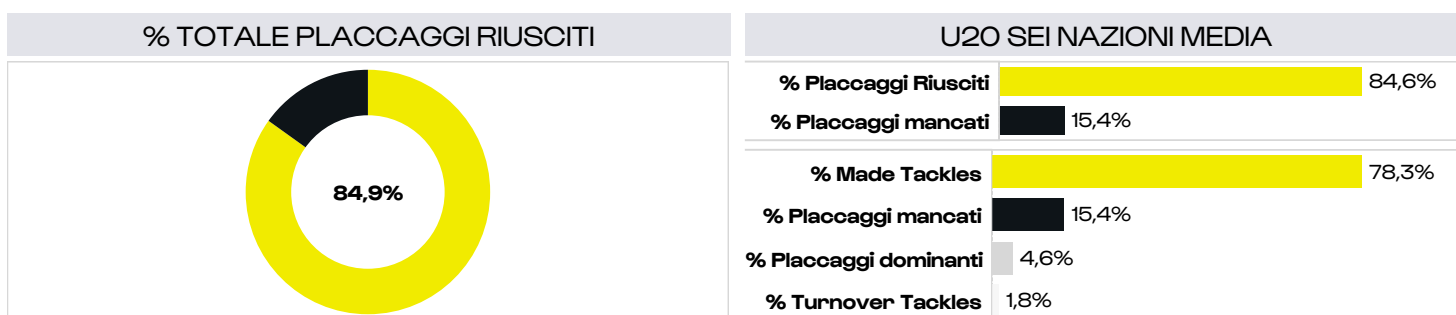 % TOTALE PLACCAGGI RIUSCITI
84,9%
U20 SEI NAZIONI MEDIA
% Placcaggi Riusciti 84,6%
% Placcaggi mancati 15,4%
% Made Tackles 78,3%
% Placcaggi mancati 15,4%
% Placcaggi dominanti 4,6%
% Turnover Tackles 1,8%